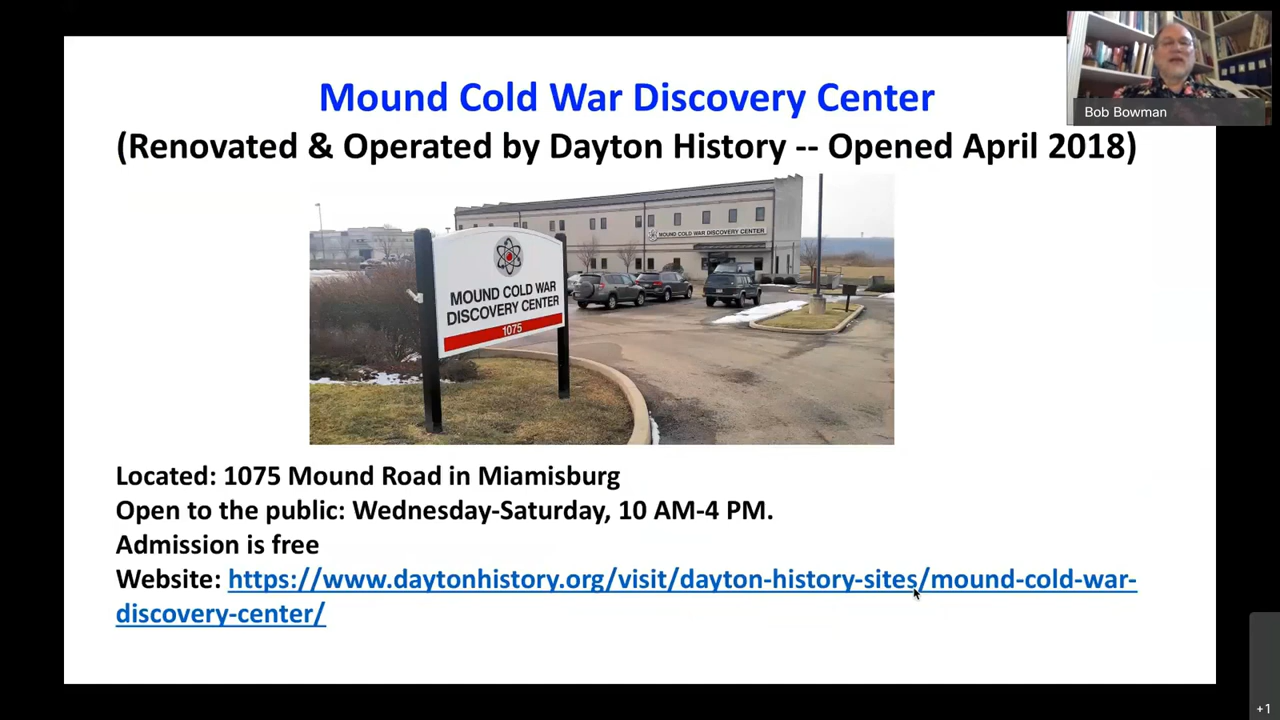 Mound Cold War Discovery Center
(Renovated & Operated by Dayton History -- Opened April 2018)
Bob Bowman
MOUND COLD WAR DISCOVERY CENTER
MOUND COLD WAR
DISCOVERY CENTER
1075
Located: 1075 Mound Road in Miamisburg
Open to the public: Wednesday-Saturday, 10 AM-4 PM.
Admission is free
Website: https://www.daytonhistory.org/visit/dayton-history-sites/mound-cold-war-
discovery-center/
+1